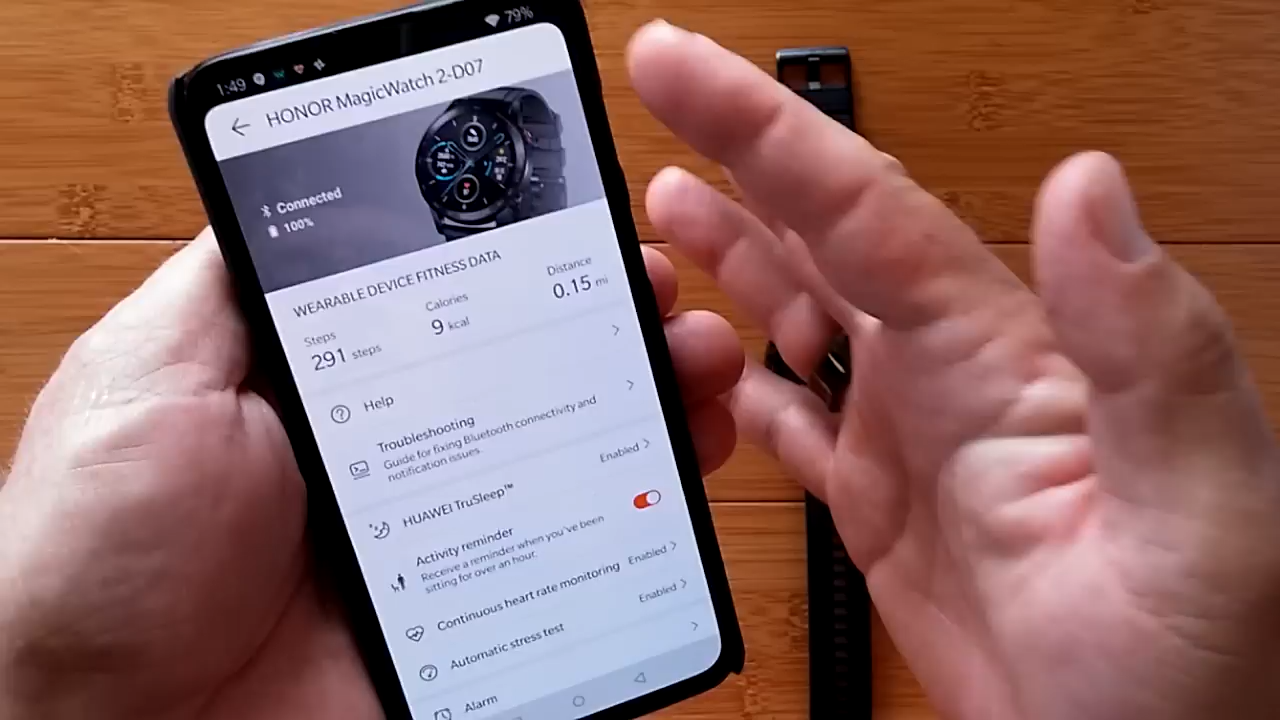 1:49
79%
HONOR MagicWatch 2-D07
Connected
100%
WEARABLE DEVICE FITNESS DATA
Steps
Calories
Distance
291 steps
9 kcal
0.15 mi
Help
Troubleshooting
Guide for fixing Bluetooth connectivity and
notification issues.
HUAWEI TruSleep™
Enabled
Activity reminder
Receive a reminder when you've been
sitting for over an hour.
Continuous heart rate monitoring
Enabled
Automatic stress test
Enabled
Alarm